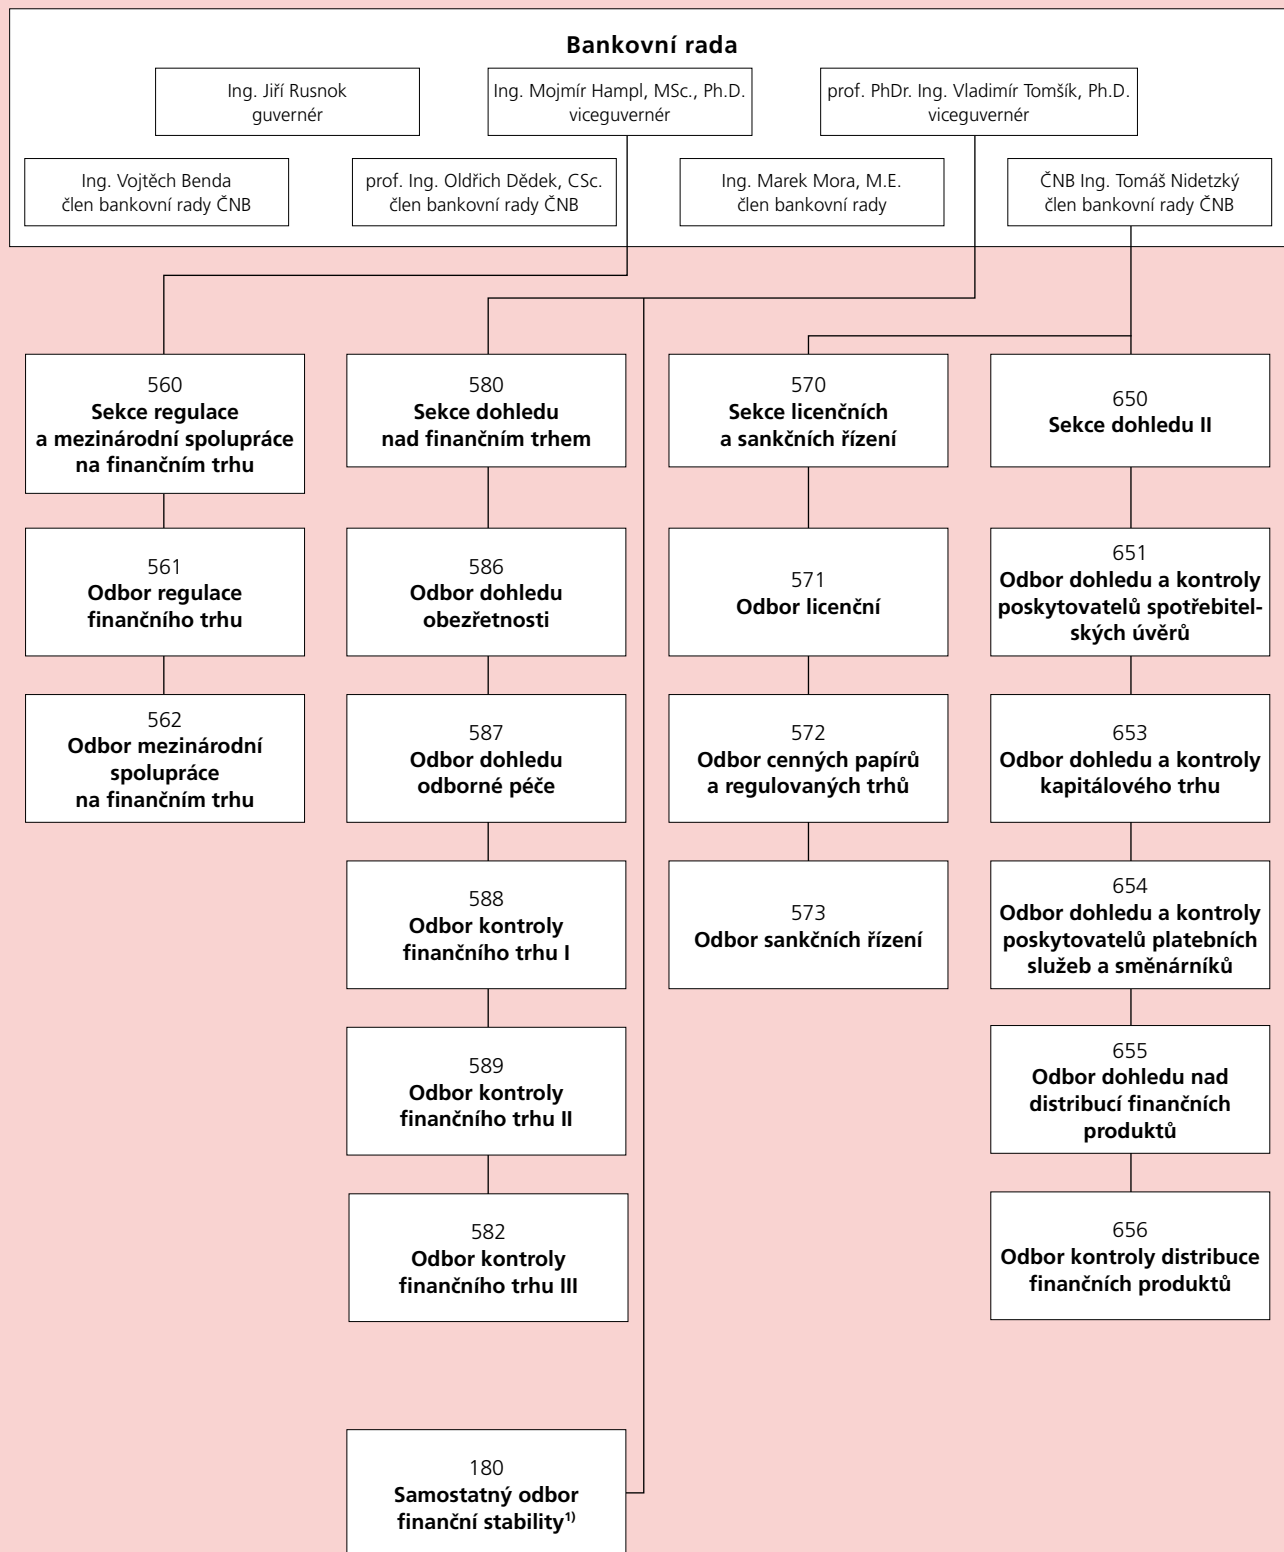 Bankovní rada
Ing. Jiří Rusnok
guvernér
Ing. Mojmír Hampl, MSc., Ph.D.
viceguvernér
prof. PhDr. Ing. Vladimír Tomšík, Ph.D.
viceguvernér
Ing. Vojtěch Benda
člen bankovní rady ČNB
prof. Ing. Oldřich Dědek, CSc.
člen bankovní rady ČNB
Ing. Marek Mora, M.E.
člen bankovní rady
ČNB Ing. Tomáš Nidetzký
člen bankovní rady ČNB
560
Sekce regulace
a mezinárodní spolupráce
na finančním trhu
561
Odbor regulace
finančního trhu
562
Odbor mezinárodní
spolupráce
na finančním trhu
580
Sekce dohledu
nad finančním trhem
586
Odbor dohledu
obezřetnosti
587
Odbor dohledu
odborné péče
588
Odbor kontroly
finančního trhu I
589
Odbor kontroly
finančního trhu II
582
Odbor kontroly
finančního trhu III
180
Samostatný odbor
finanční stability¹⁾
570
Sekce licenčních
a sankčních řízení
571
Odbor licenční
572
Odbor cenných papírů
a regulovaných trhů
573
Odbor sankčních řízení
650
Sekce dohledu II
651
Odbor dohledu a kontroly
poskytovatelů spotřebitel-
ských úvěrů
653
Odbor dohledu a kontroly
kapitálového trhu
654
Odbor dohledu a kontroly
poskytovatelů platebních
služeb a směnárníků
655
Odbor dohledu nad
distribucí finančních
produktů
656
Odbor kontroly distribuce
finančních produktů